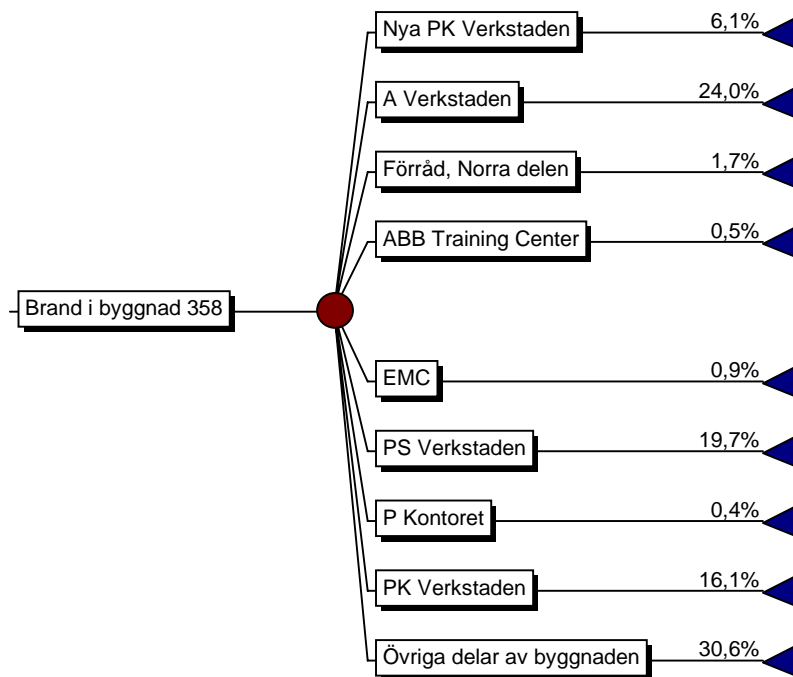 Nya PK Verkstaden 6,1%
A Verkstaden 24,0%
Förråd, Norra delen 1,7%
ABB Training Center 0,5%
Brand i byggnad 358
EMC 0,9%
PS Verkstaden 19,7%
P Kontoret 0,4%
PK Verkstaden 16,1%
Övriga delar av byggnaden 30,6%